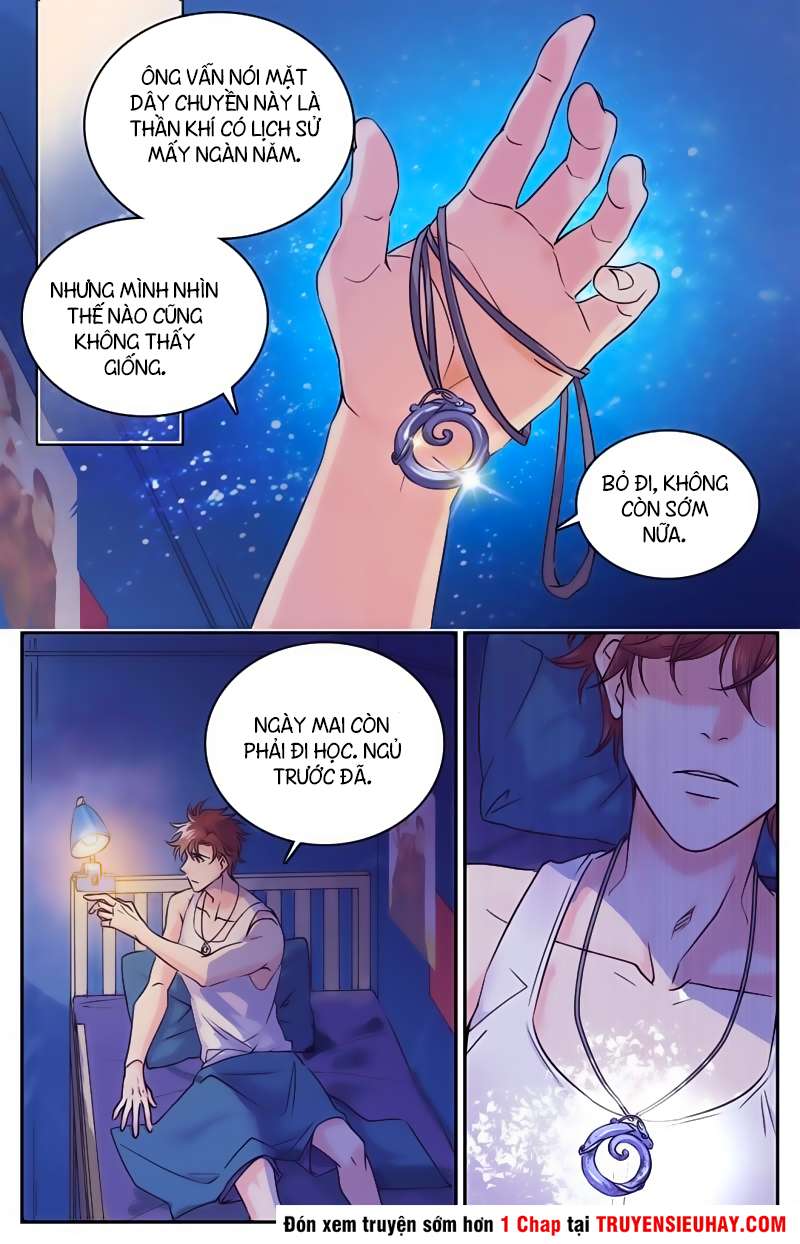 ÔNG VẪN NÓI MẶT
DÂY CHUYỀN NÀY LÀ
THẦN KHÍ CÓ LỊCH SỬ
MẤY NGÀN NĂM.
NHƯNG MÌNH NHÌN
THẾ NÀO CŨNG
KHÔNG THẤY
GIỐNG.
BỎ ĐI, KHÔNG
CÒN SỚM
NỮA.
NGÀY MAI CÒN
PHẢI ĐI HỌC. NGỦ
TRƯỚC ĐÃ.
Đón xem truyện sớm hơn 1 Chap tại TRUYENSIEUHAY.com